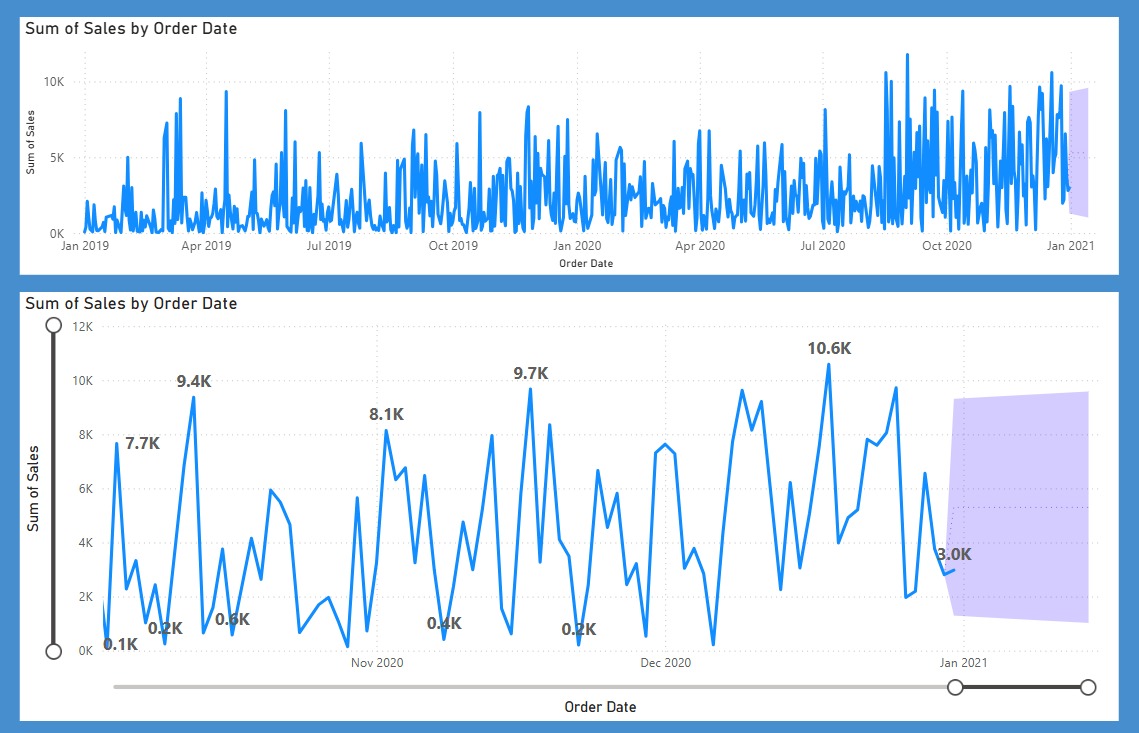 Sum of Sales by Order Date
10K
5K
0K
Sum of Sales
Jan 2019 Apr 2019 Jul 2019 Oct 2019 Jan 2020 Apr 2020 Jul 2020 Oct 2020 Jan 2021
Order Date
Sum of Sales by Order Date
12K
10.6K
9.7K
10K
9.4K
8.1K
8K
7.7K
6K
Sum of Sales
4K
3.0K
2K
0.6K
0.4K
0.2K
0.2K
0.1K
0K
Nov 2020 Dec 2020 Jan 2021
Order Date